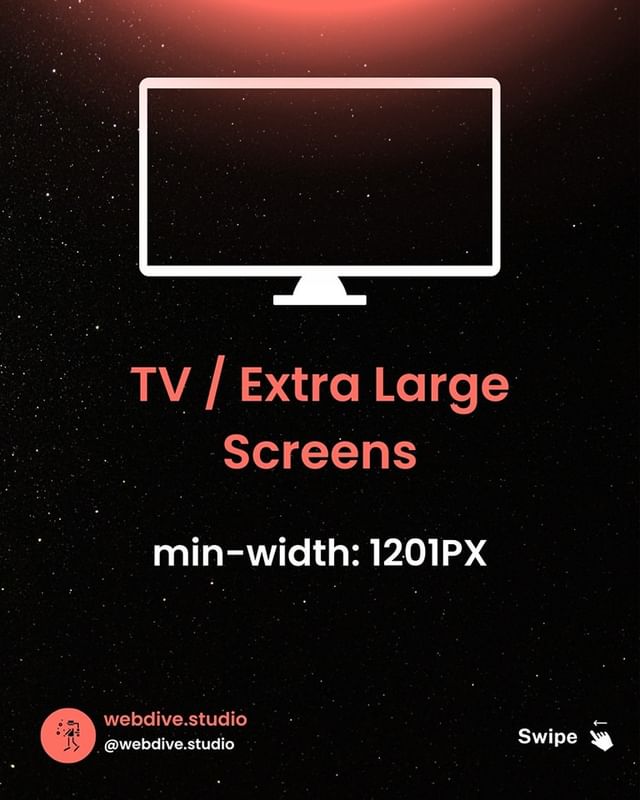 TV / Extra Large
Screens
min-width: 1201PX
webdive.studio
@webdive.studio
Swipe